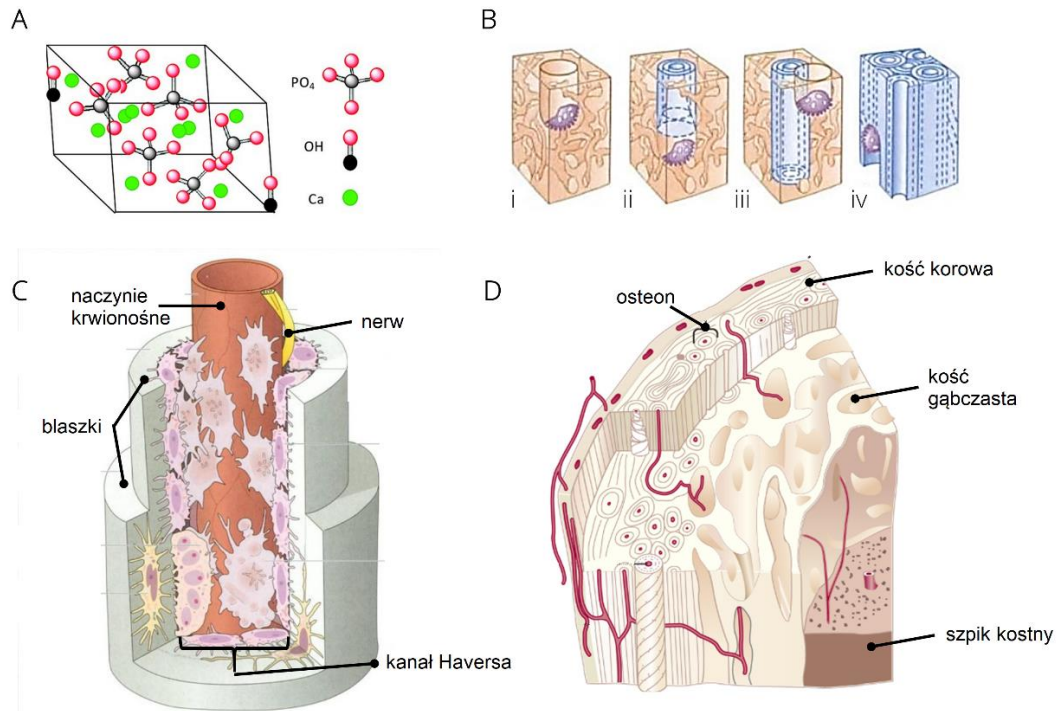 A
PO₄
OH
Ca
B
i
ii
iii
iv
C
naczynie
krwionośne
nerw
blaszki
kanał Haversa
D
kość korowa
osteon
kość
gąbczasta
szpik kostny